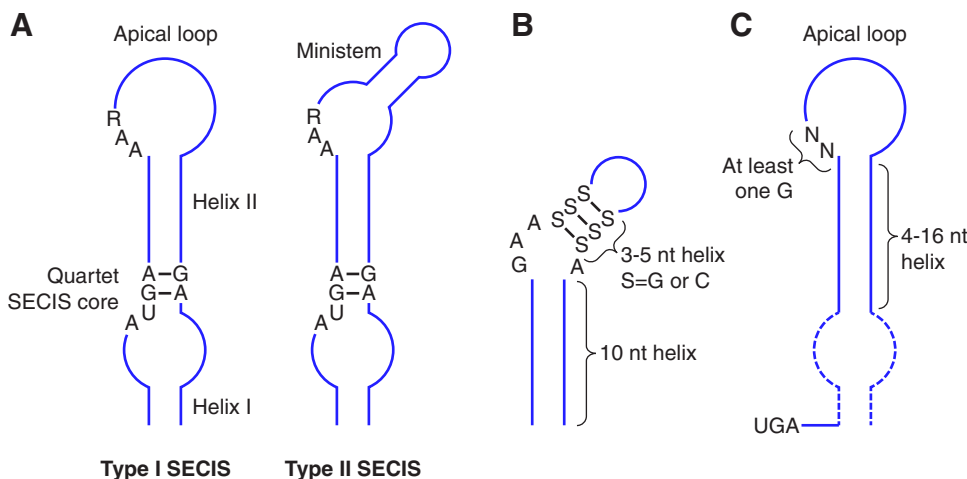 A
Apical loop
R
A
A
Helix II
Quartet
SECIS core
A G
G A
U
A
Helix I
Type I SECIS
Ministem
R
A
A
A G
G A
U
A
Type II SECIS
B
S
S
S
S
S
S
A
A
G
A
3-5 nt helix
S=G or C
10 nt helix
C
Apical loop
N
N
At least
one G
4-16 nt
helix
UGA